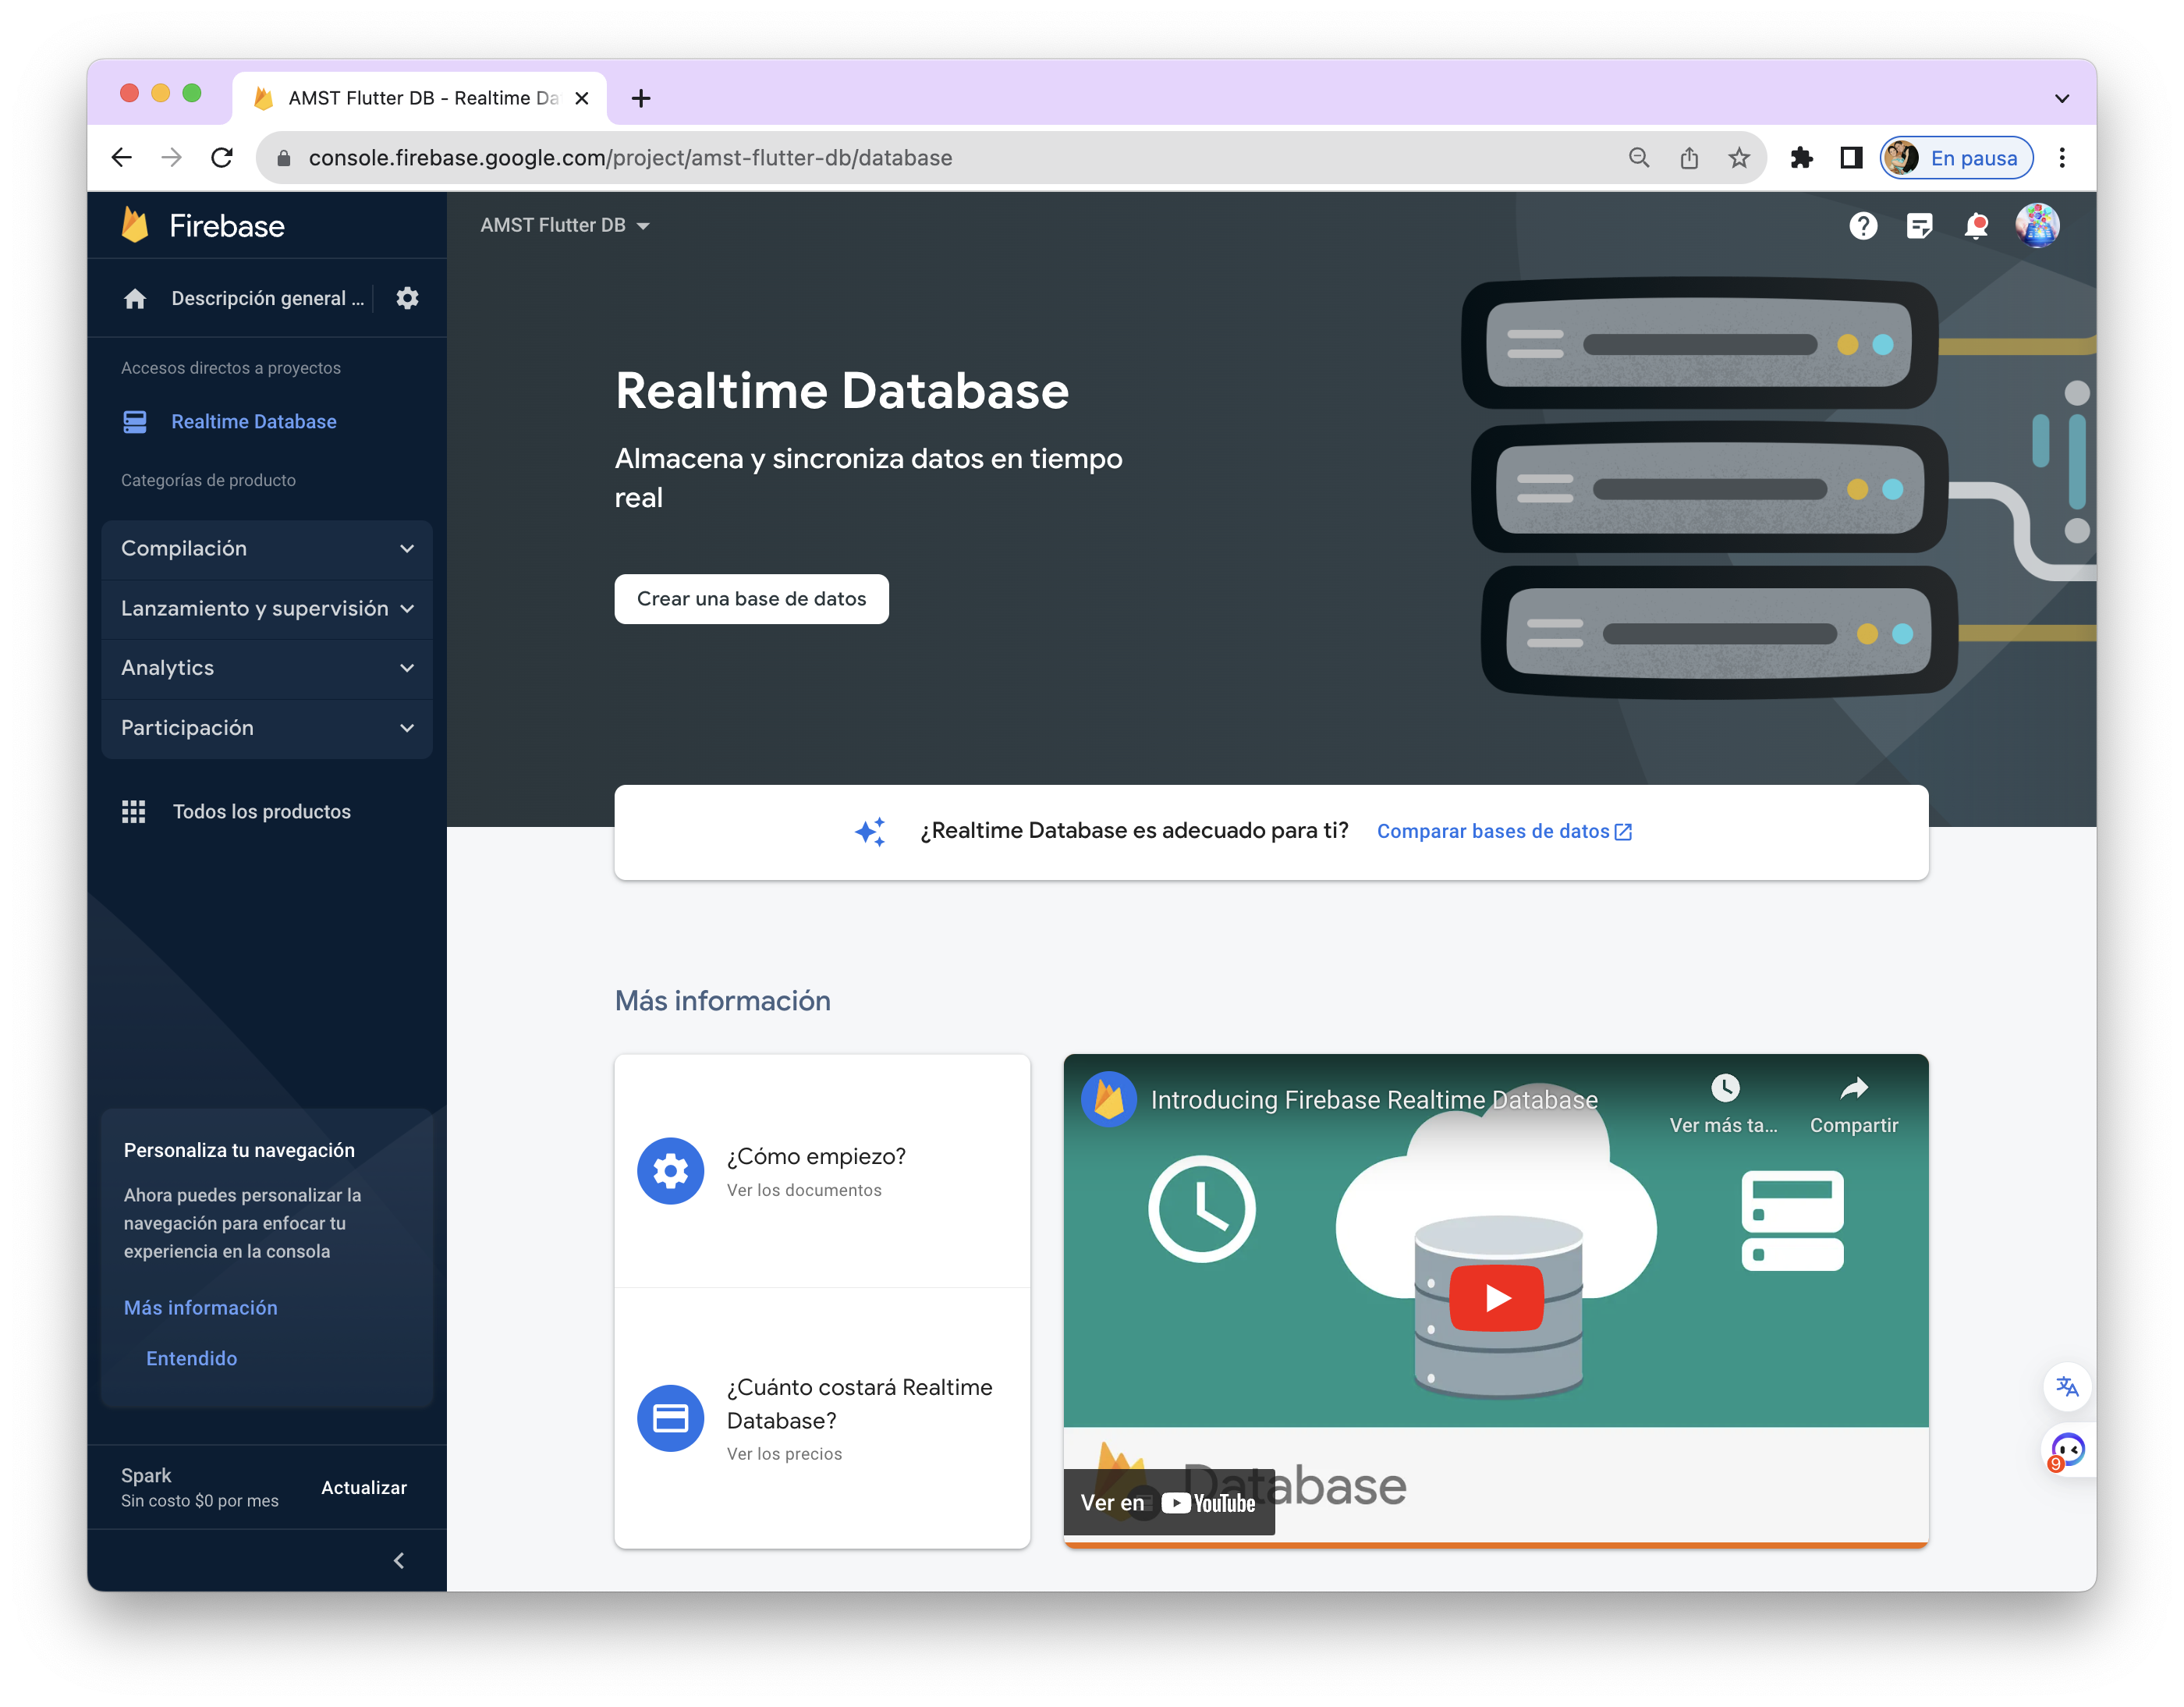 AMST Flutter DB - Realtime Da
console.firebase.google.com/project/amst-flutter-db/database
En pausa
Firebase
AMST Flutter DB
Descripción general ...
Accesos directos a proyectos
Realtime Database
Categorías de producto
Compilación
Lanzamiento y supervisión
Analytics
Participación
Todos los productos
Personaliza tu navegación
Ahora puedes personalizar la
navegación para enfocar tu
experiencia en la consola
Más información
Entendido
Spark
Sin costo $0 por mes
Actualizar
Realtime Database
Almacena y sincroniza datos en tiempo
real
Crear una base de datos
¿Realtime Database es adecuado para ti?
Comparar bases de datos
Más información
¿Cómo empiezo?
Ver los documentos
¿Cuánto costará Realtime
Database?
Ver los precios
Introducing Firebase Realtime Database
Ver más ta...
Compartir
Database
Ver en YouTube
9